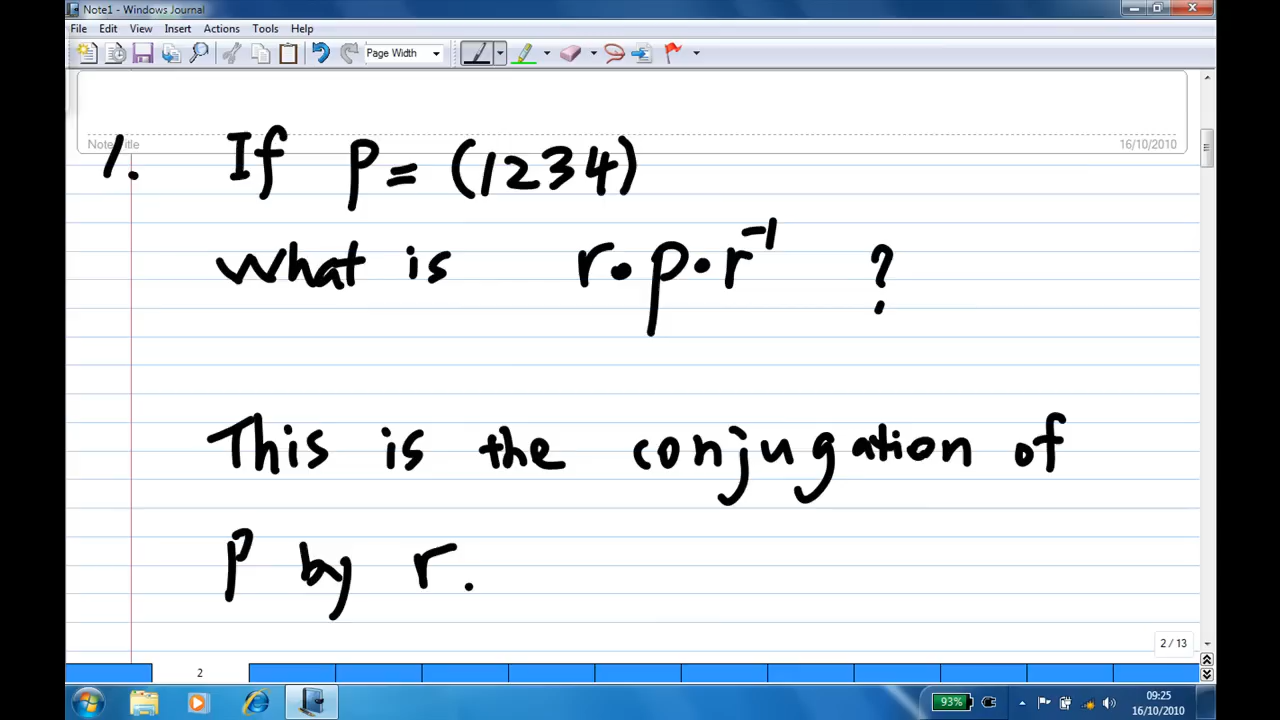 Note1 - Windows Journal
File Edit View Insert Actions Tools Help
Page Width
Note Title
16/10/2010
1. If p = (1234)
What is r•p•r⁻¹ ?
This is the conjugation of
p by r.
2 / 13
2
93%
09:25
16/10/2010